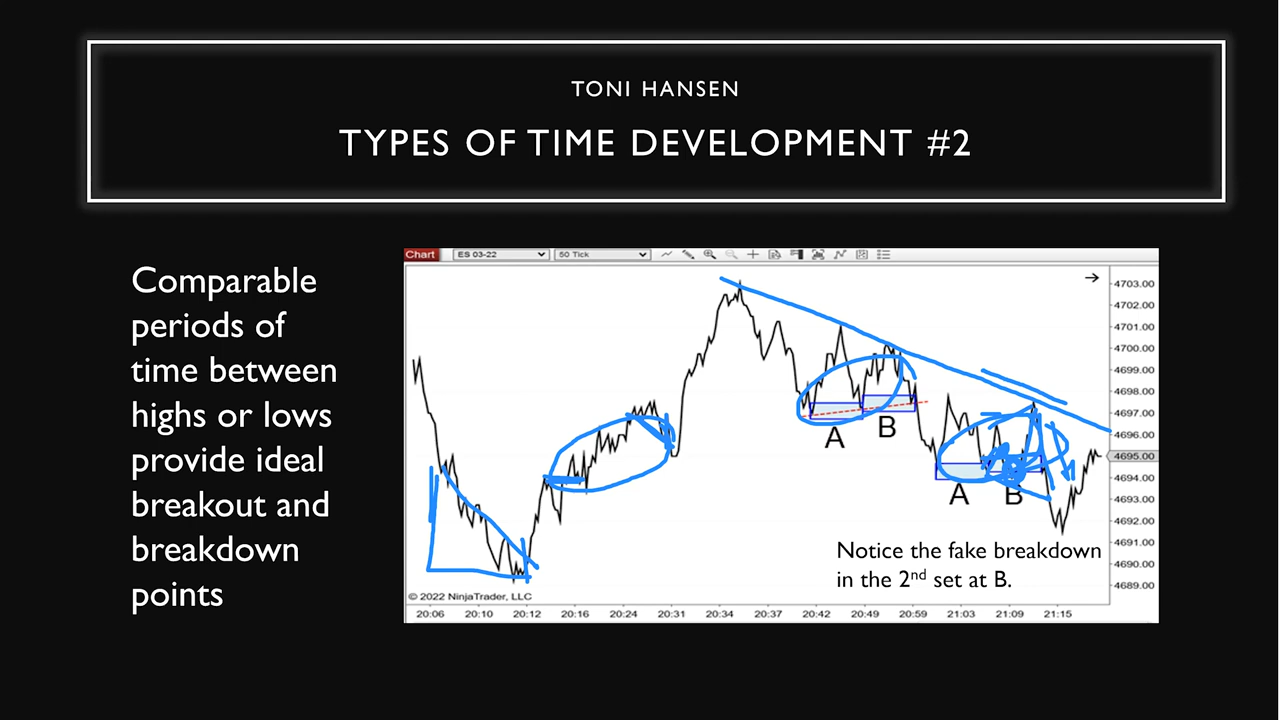 TONI HANSEN
TYPES OF TIME DEVELOPMENT #2
Comparable
periods of
time between
highs or lows
provide ideal
breakout and
breakdown
points
Chart
ES 03-22
50 Tick
4703.00
4702.00
4701.00
4700.00
4699.00
4698.00
4697.00
4696.00
4695.00
4694.00
4693.00
4692.00
4691.00
4690.00
4689.00
A
B
A
B
Notice the fake breakdown
in the 2nd set at B.
© 2022 NinjaTrader, LLC
20:06 20:10 20:12 20:16 20:24 20:31 20:34 20:37 20:42 20:49 20:59 21:03 21:09 21:15